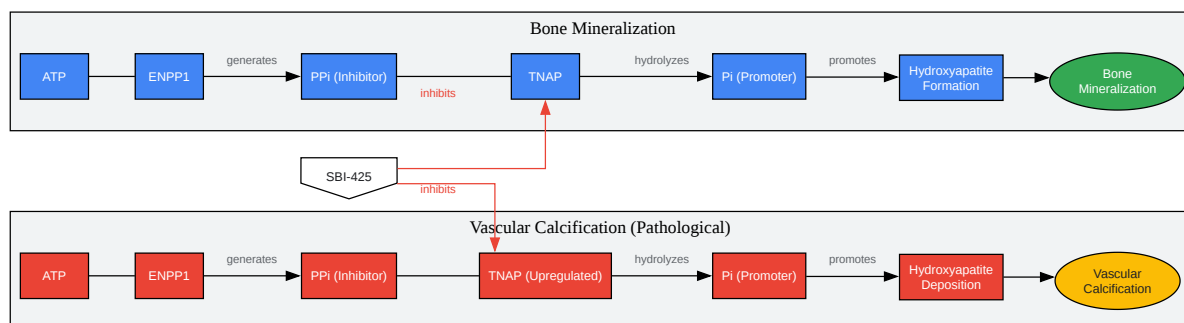 Bone Mineralization
ATP
ENPP1
generates
PPi (Inhibitor)
inhibits
TNAP
hydrolyzes
Pi (Promoter)
promotes
Hydroxyapatite
Formation
Bone
Mineralization
SBI-425
inhibits
Vascular Calcification (Pathological)
ATP
ENPP1
generates
PPi (Inhibitor)
TNAP (Upregulated)
hydrolyzes
Pi (Promoter)
promotes
Hydroxyapatite
Deposition
Vascular
Calcification